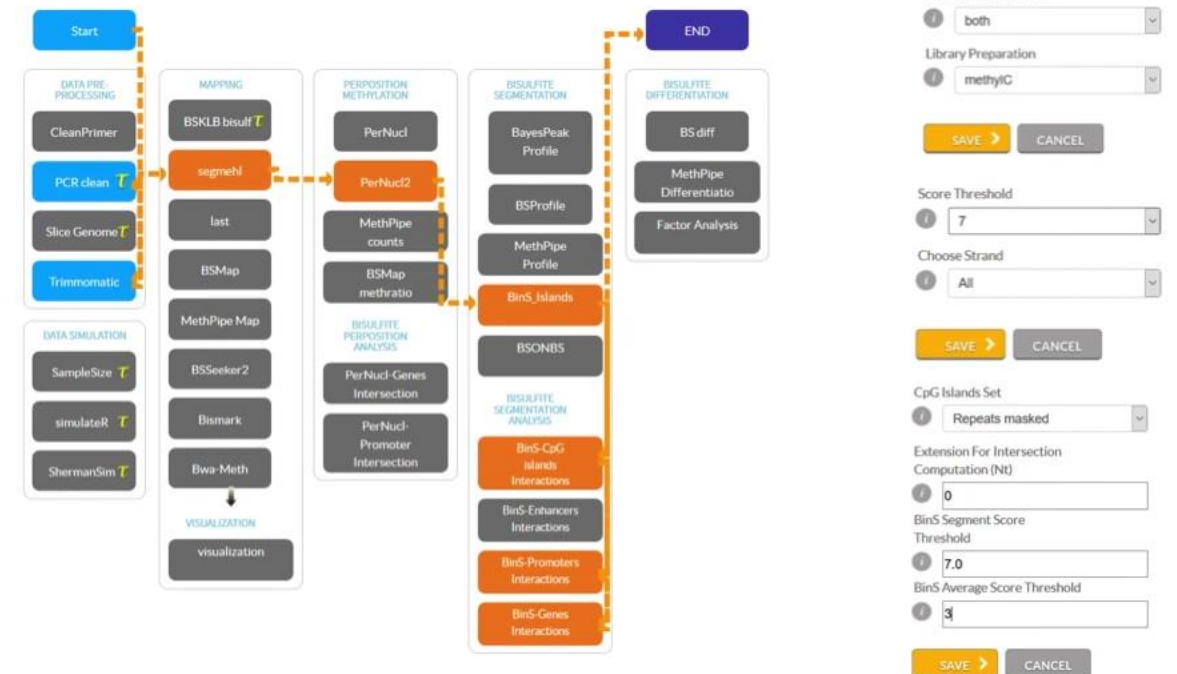 Start
END
DATA PRE-
PROCESSING
CleanPrimer
PCR clean τ
Slice Genome τ
Trimmomatic
DATA SIMULATION
SampleSize τ
simulateR τ
ShermanSim τ
MAPPING
BSKLB bisulf τ
segmehl
last
BSMap
MethPipe Map
BSSeeker2
Bismark
Bwa-Meth
VISUALIZATION
visualization
PERPOSITION
METHYLATION
PerNucl
PerNucl2
MethPipe
counts
BSMap
methratio
BISULFITE
PERPOSITION
ANALYSIS
PerNucl-Genes
Intersection
PerNucl-
Promoter
Intersection
BISULFITE
SEGMENTATION
BayesPeak
Profile
BSProfile
MethPipe
Profile
BinS_Islands
BSONBS
BISULFITE
SEGMENTATION
ANALYSIS
BinS-CpG
islands
Interactions
BinS-Enhancers
Interactions
BinS-Promoters
Interactions
BinS-Genes
Interactions
BISULFITE
DIFFERENTIATION
BS diff
MethPipe
Differentiatio
Factor Analysis
both
Library Preparation
methylC
SAVE CANCEL
Score Threshold
7
Choose Strand
All
SAVE CANCEL
CpG Islands Set
Repeats masked
Extension For Intersection
Computation (Nt)
0
BinS Segment Score
Threshold
7.0
BinS Average Score Threshold
3
SAVE CANCEL